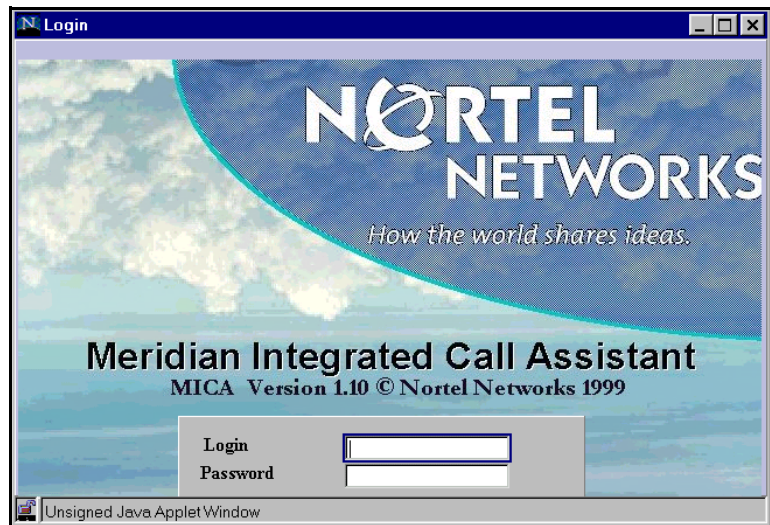 Login
NORTEL
NETWORKS
How the world shares ideas.
Meridian Integrated Call Assistant
MICA Version 1.10 © Nortel Networks 1999
Login
Password
Unsigned Java Applet Window